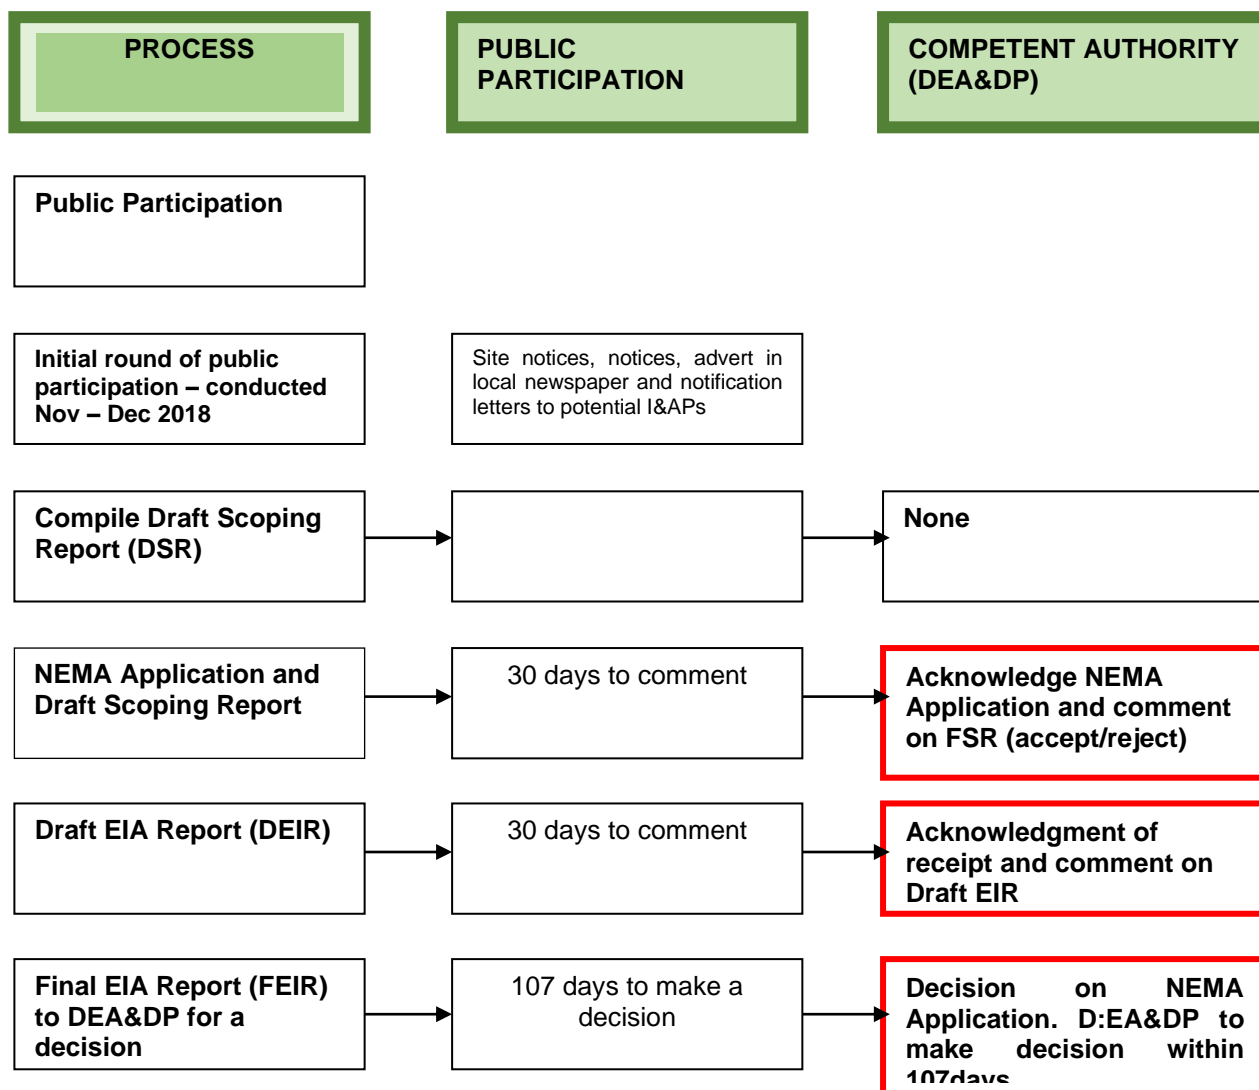 PROCESS
PUBLIC
PARTICIPATION
COMPETENT AUTHORITY
(DEA&DP)
Public Participation
Initial round of public
participation – conducted
Nov – Dec 2018
Site notices, notices, advert in
local newspaper and notification
letters to potential I&APs
Compile Draft Scoping
Report (DSR)
None
NEMA Application and
Draft Scoping Report
30 days to comment
Acknowledge NEMA
Application and comment
on FSR (accept/reject)
Draft EIA Report (DEIR)
30 days to comment
Acknowledgment of
receipt and comment on
Draft EIR
Final EIA Report (FEIR)
to DEA&DP for a
decision
107 days to make a
decision
Decision on NEMA
Application. D:EA&DP to
make decision within
107days